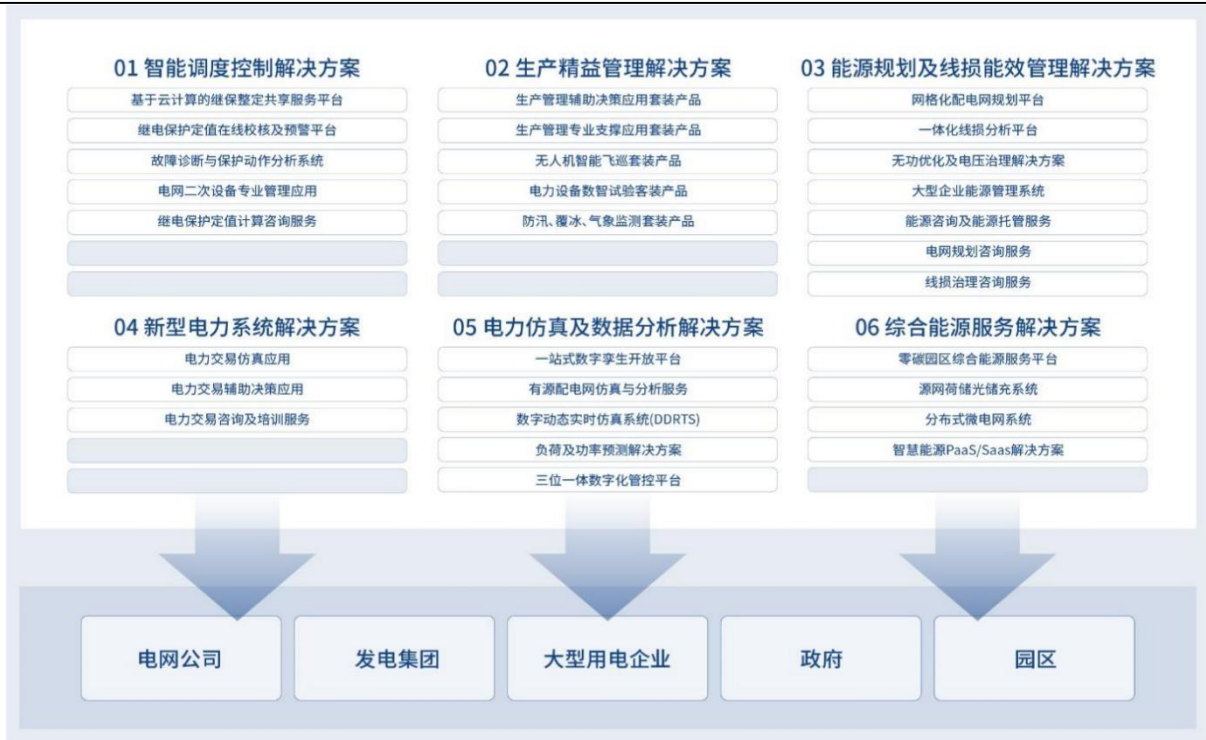 01 智能调度控制解决方案
基于云计算的继保整定共享服务平台
继电保护定值在线校核及预警平台
故障诊断与保护动作分析系统
电网二次设备专业管理应用
继电保护定值计算咨询服务
02 生产精益管理解决方案
生产管理辅助决策应用套装产品
生产管理专业支撑应用套装产品
无人机智能飞巡套装产品
电力设备数智试验客装产品
防汛、覆冰、气象监测套装产品
03 能源规划及线损能效管理解决方案
网格化配电网规划平台
一体化线损分析平台
无功优化及电压治理解决方案
大型企业能源管理系统
能源咨询及能源托管服务
电网规划咨询服务
线损治理咨询服务
04 新型电力系统解决方案
电力交易仿真应用
电力交易辅助决策应用
电力交易咨询及培训服务
05 电力仿真及数据分析解决方案
一站式数字孪生开放平台
有源配电网仿真与分析服务
数字动态实时仿真系统(DDRTS)
负荷及功率预测解决方案
三位一体数字化管控平台
06 综合能源服务解决方案
零碳园区综合能源服务平台
源网荷储光储充系统
分布式微电网系统
智慧能源PaaS/Saas解决方案
电网公司
发电集团
大型用电企业
政府
园区